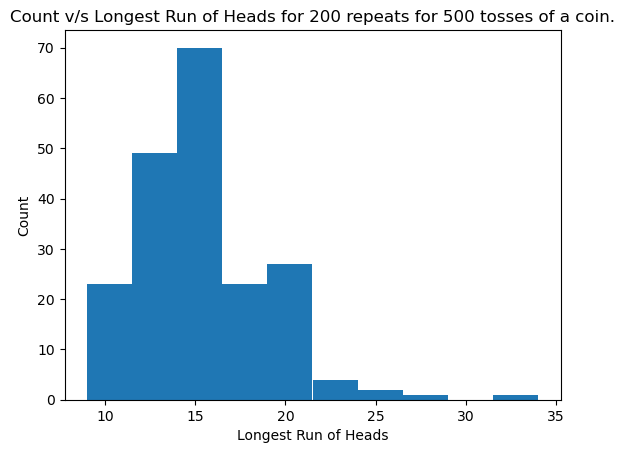 Count v/s Longest Run of Heads for 200 repeats for 500 tosses of a coin.
70
60
50
40
30
20
10
0
Count
10 15 20 25 30 35
Longest Run of Heads